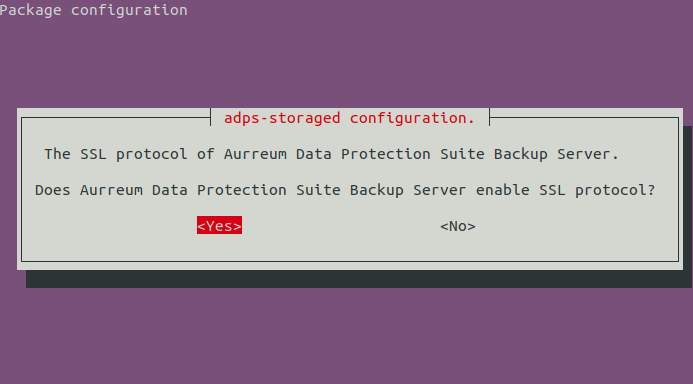 Package configuration
adps-storaged configuration.
The SSL protocol of Aurreum Data Protection Suite Backup Server.
Does Aurreum Data Protection Suite Backup Server enable SSL protocol?
<Yes> <No>